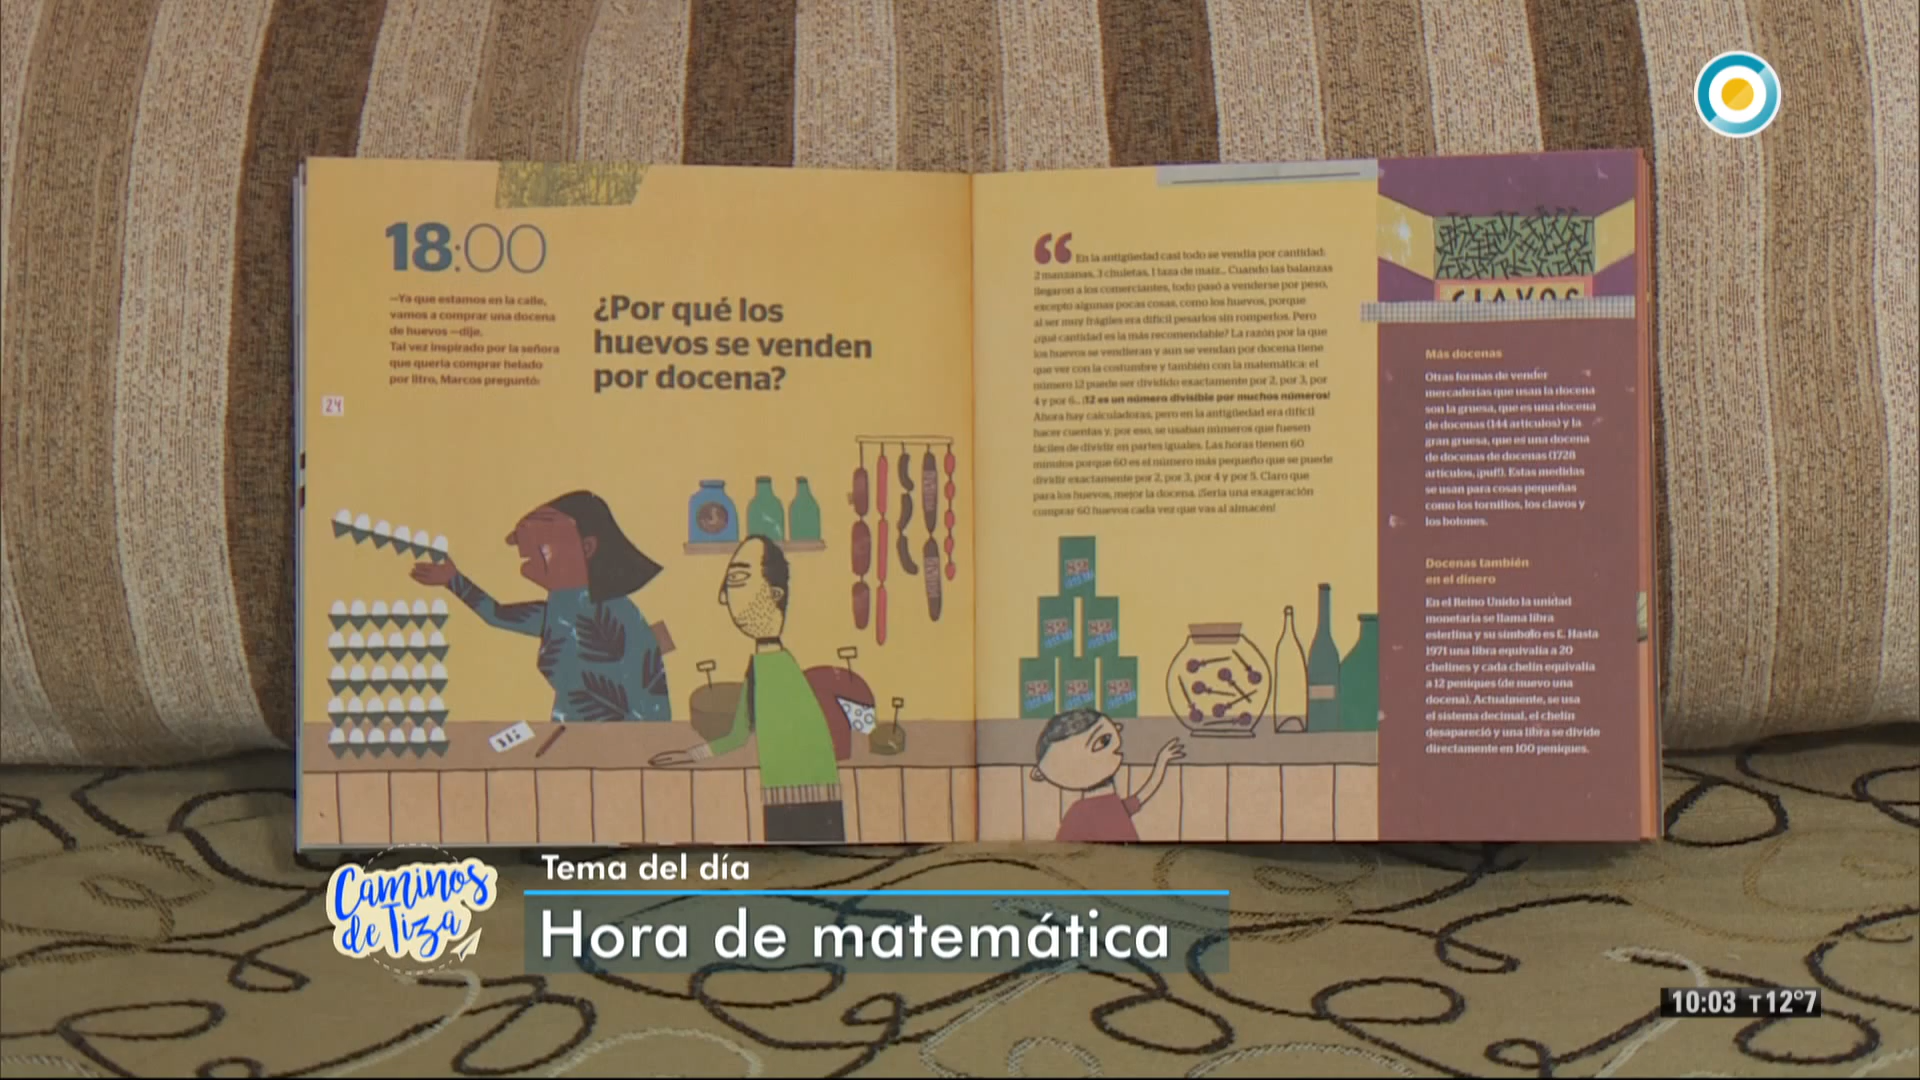 18:00
—Ya que estamos en la calle,
vamos a comprar una docena
de huevos —dije.
Tal vez inspirado por la señora
que quería comprar helado
por litro, Marcos preguntó:
24
¿Por qué los
huevos se venden
por docena?
“ En la antigüedad casi todo se vendía por cantidad:
2 manzanas, 3 chuletas, 1 taza de maíz... Cuando las balanzas
llegaron a los comerciantes, todo pasó a venderse por peso,
excepto algunas pocas cosas, como los huevos, porque
al ser muy frágiles era difícil pesarlos sin romperlos. Pero
¿qué cantidad es la más recomendable? La razón por la que
los huevos se vendieran y aun se vendan por docena tiene
que ver con la costumbre y también con la matemática: el
número 12 puede ser dividido exactamente por 2, por 3, por
4 y por 6... ¡12 es un número divisible por muchos números!
Ahora hay calculadoras, pero en la antigüedad era difícil
hacer cuentas y, por eso, se usaban números que fuesen
fáciles de dividir en partes iguales. Las horas tienen 60
minutos porque 60 es el número más pequeño que se puede
dividir exactamente por 2, por 3, por 4 y por 5. Claro que
para los huevos, mejor la docena. ¡Sería una exageración
comprar 60 huevos cada vez que vas al almacén!
CLAVOS
Más docenas
Otras formas de vender
mercaderías que usan la docena
son la gruesa, que es una docena
de docenas (144 artículos) y la
gran gruesa, que es una docena
de docenas de docenas (1728
artículos, ¡puf!). Estas medidas
se usan para cosas pequeñas
como los tornillos, los clavos y
los botones.
Docenas también
en el dinero
En el Reino Unido la unidad
monetaria se llama libra
esterlina y su símbolo es £. Hasta
1971 una libra equivalía a 20
chelines y cada chelín equivalía
a 12 peniques (de nuevo una
docena). Actualmente, se usa
el sistema decimal, el chelín
desapareció y una libra se divide
directamente en 100 peniques.
Caminos
de Tiza
Tema del día
Hora de matemática
10:03 T 12°7